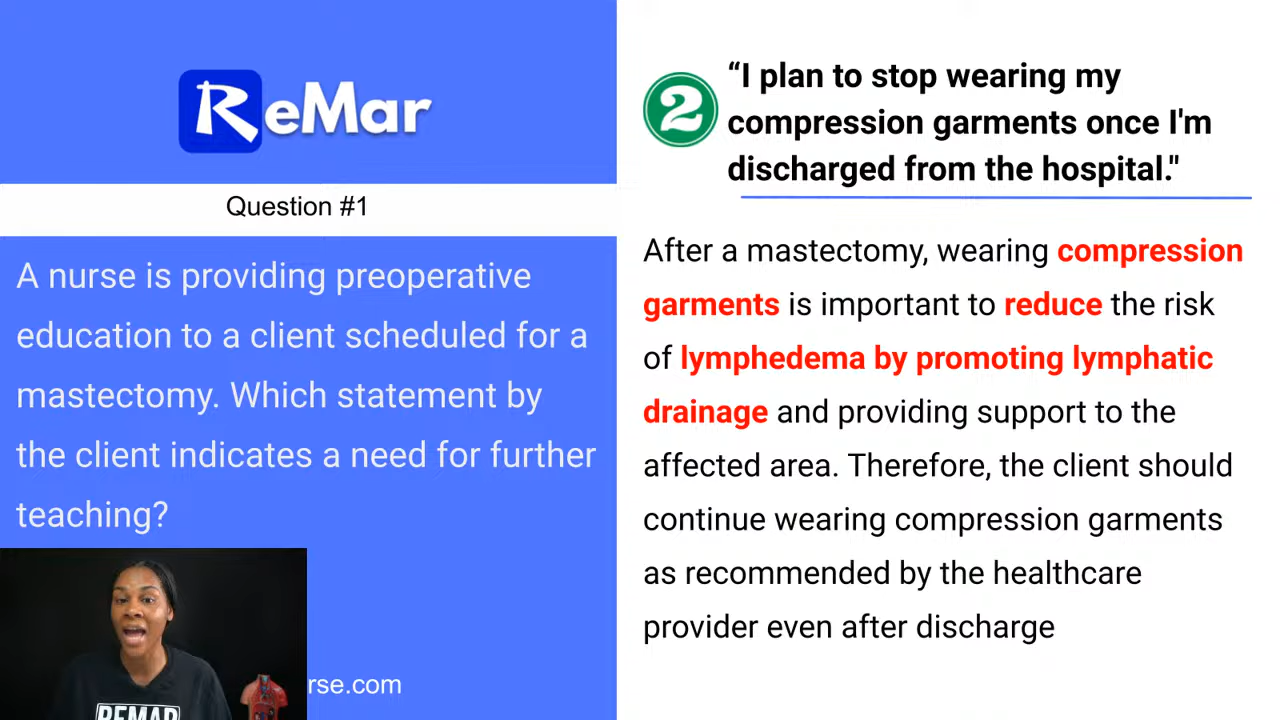 ReMar
Question #1
A nurse is providing preoperative
education to a client scheduled for a
mastectomy. Which statement by
the client indicates a need for further
teaching?
rse.com
REMAR
2
“I plan to stop wearing my
compression garments once I'm
discharged from the hospital."
After a mastectomy, wearing compression
garments is important to reduce the risk
of lymphedema by promoting lymphatic
drainage and providing support to the
affected area. Therefore, the client should
continue wearing compression garments
as recommended by the healthcare
provider even after discharge